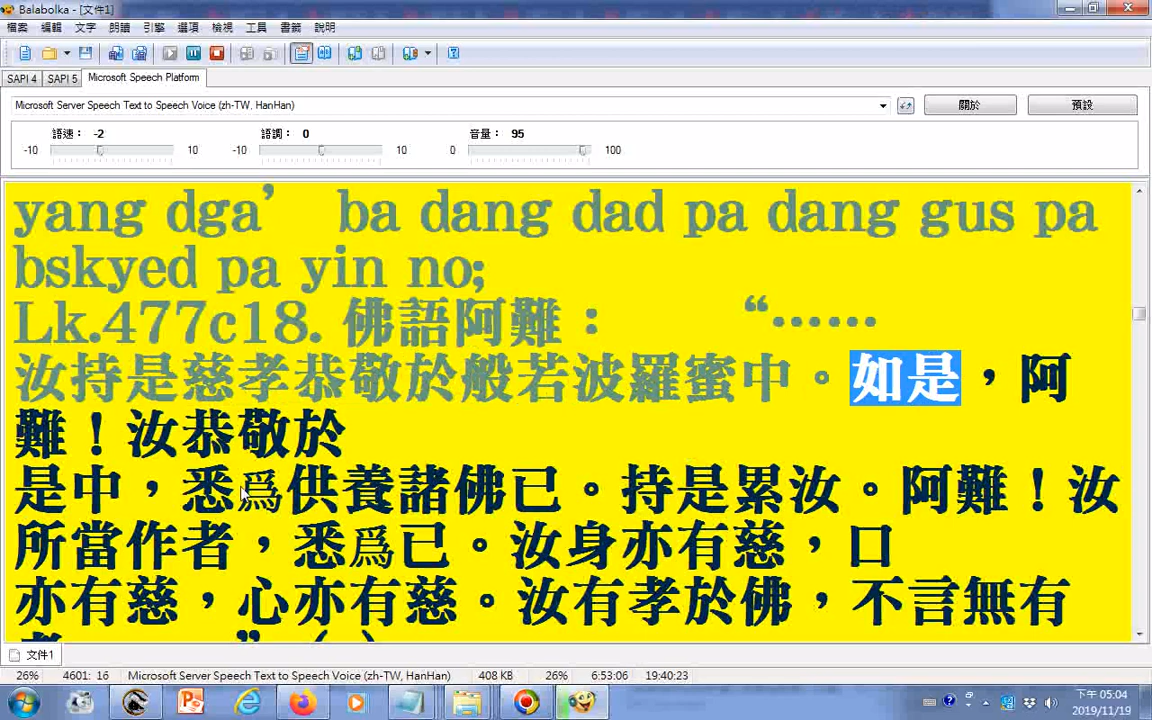 Balabolka - [文件1]
檔案 編輯 文字 朗讀 引擎 選項 檢視 工具 書籤 說明
SAPI 4 SAPI 5 Microsoft Speech Platform
Microsoft Server Speech Text to Speech Voice (zh-TW, HanHan) 關於 預設
語速： -2 語調： 0 音量： 95
-10 10 -10 10 0 100
yang dga’ ba dang dad pa dang gus pa
bskyed pa yin no;
Lk.477c18. 佛語阿難： “……
汝持是慈孝恭敬於般若波羅蜜中。如是，阿
難！汝恭敬於
是中，悉爲供養諸佛已。持是累汝。阿難！汝
所當作者，悉爲已。汝身亦有慈，口
亦有慈，心亦有慈。汝有孝於佛，不言無有
文件1
26% 4601: 16 Microsoft Server Speech Text to Speech Voice (zh-TW, HanHan) 408 KB 26% 6:53:06 19:40:23
下午 05:04
2019/11/19